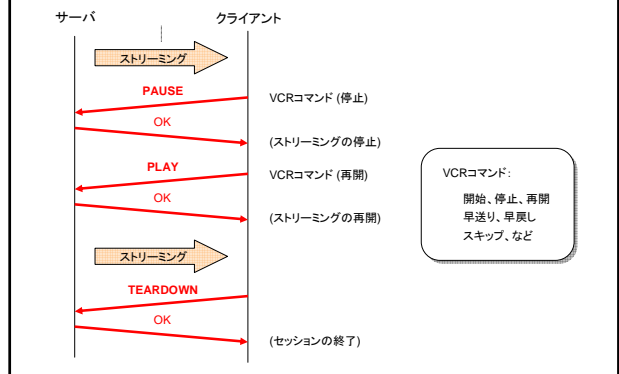 サーバ
クライアント
ストリーミング
PAUSE
VCRコマンド (停止)
OK
(ストリーミングの停止)
PLAY
VCRコマンド (再開)
OK
(ストリーミングの再開)
ストリーミング
TEARDOWN
OK
(セッションの終了)
VCRコマンド:
開始、停止、再開
早送り、早戻し
スキップ、など